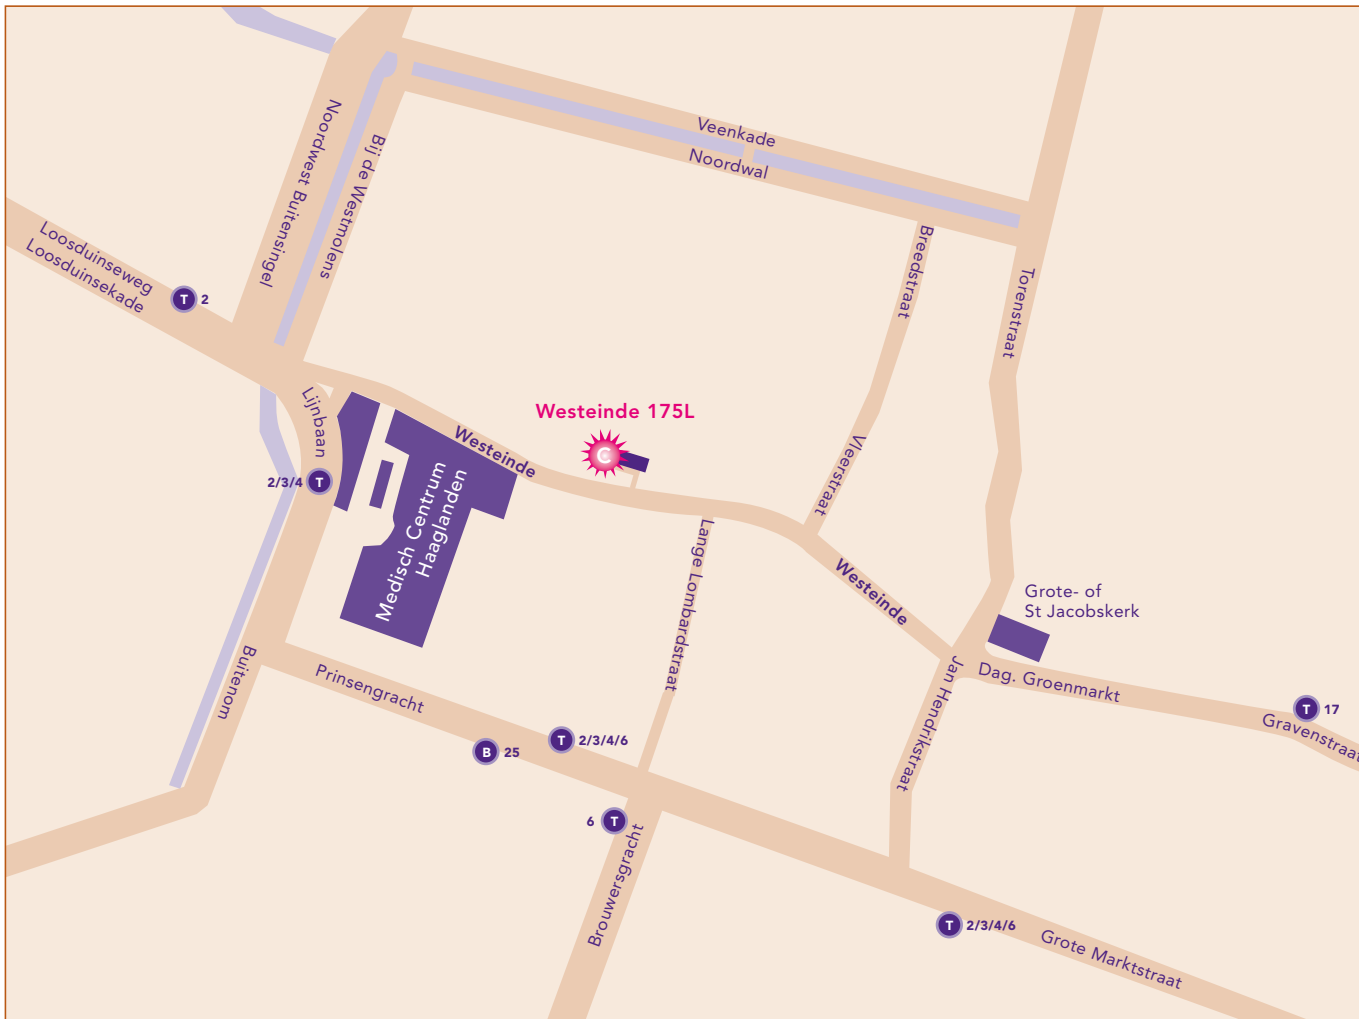 Veenkade
Noordwal
Noordwest Buitensingel
Bij de Westmolens
Loosduinseweg
Loosduinsekade
T 2
Breedstraat
Torenstraat
Lijnbaan
Westeinde 175L
C
Westeinde
2/3/4 T
Medisch Centrum
Haaglanden
Vleerstraat
Lange Lombardstraat
Westeinde
Grote- of
St Jacobskerk
Buitenom
Prinsengracht
Jan Hendrikstraat
Dag. Groenmarkt
T 17
Gravenstraat
T 2/3/4/6
B 25
6 T
Brouwersgracht
T 2/3/4/6
Grote Marktstraat